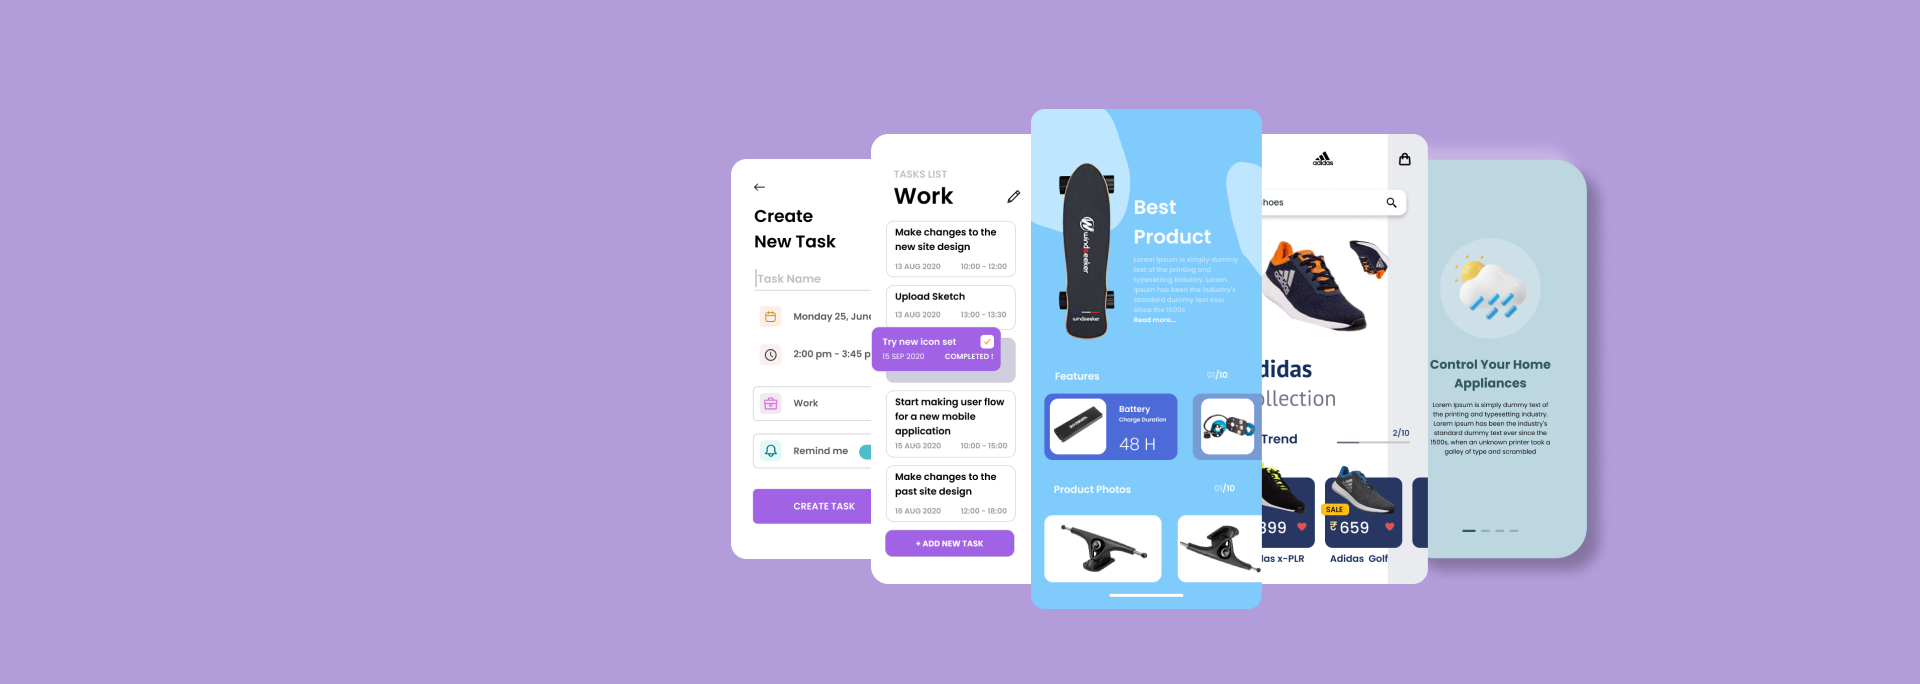 Create
New Task
Task Name
Monday 25, June
2:00 pm - 3:45 p
Work
Remind me
CREATE TASK
TASKS LIST
Work
Make changes to the
new site design
13 AUG 2020 10:00 - 12:00
Upload Sketch
13 AUG 2020 13:00 - 13:30
Try new icon set
15 SEP 2020 COMPLETED !
Start making user flow
for a new mobile
application
15 AUG 2020 10:00 - 15:00
Make changes to the
past site design
16 AUG 2020 12:00 - 18:00
+ ADD NEW TASK
windseeker
windseeker
Best
Product
Lorem Ipsum is simply dummy
text of the printing and
typesetting industry. Lorem
Ipsum has been the industry's
standard dummy text ever
since the 1500s
Read more...
Features 01/10
Battery
Charge Duration
48 H
Product Photos 01/10
adidas
hoes
adidas
didas
ollection
Trend 2/10
399
SALE
₹ 659
das x-PLR
Adidas Golf
Control Your Home
Appliances
Lorem Ipsum is simply dummy text of
the printing and typesetting industry.
Lorem Ipsum has been the industry's
standard dummy text ever since the
1500s, when an unknown printer took a
galley of type and scrambled